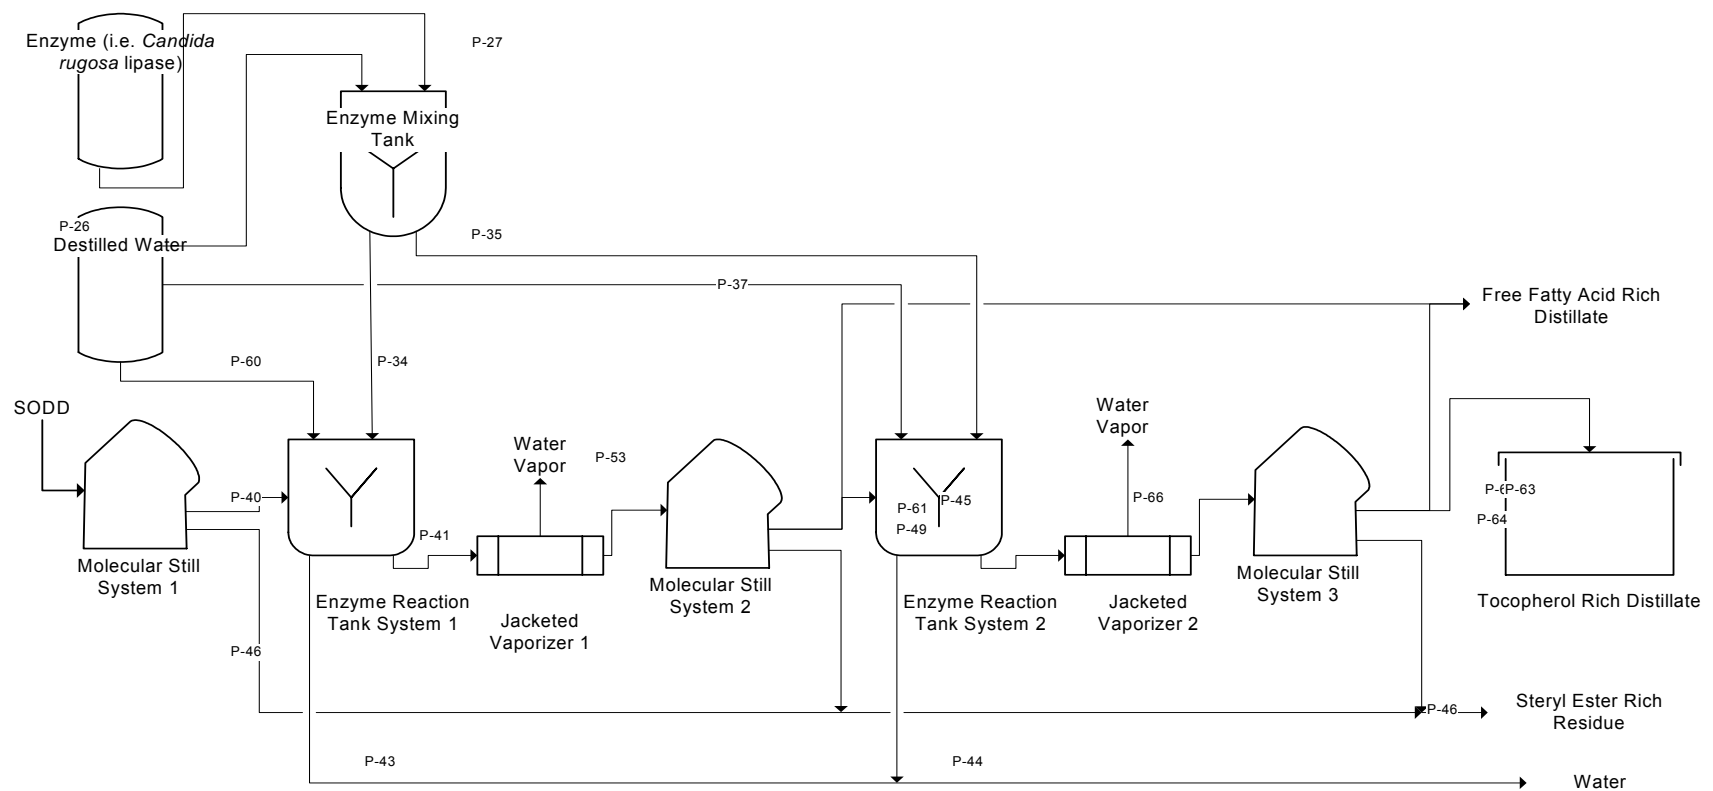 Enzyme (i.e. Candida
rugosa lipase)
P-27
Enzyme Mixing
Tank
P-26
Destilled Water
P-35
P-37
Free Fatty Acid Rich
Distillate
P-60
P-34
SODD
Water
Vapor
Water
Vapor
P-53
P-40
P-41
P-61
P-45
P-49
P-66
P-63
P-64
Molecular Still
System 1
Enzyme Reaction
Tank System 1
Jacketed
Vaporizer 1
Molecular Still
System 2
Enzyme Reaction
Tank System 2
Jacketed
Vaporizer 2
Molecular Still
System 3
Tocopherol Rich Distillate
P-46
P-46
Steryl Ester Rich
Residue
P-43
P-44
Water